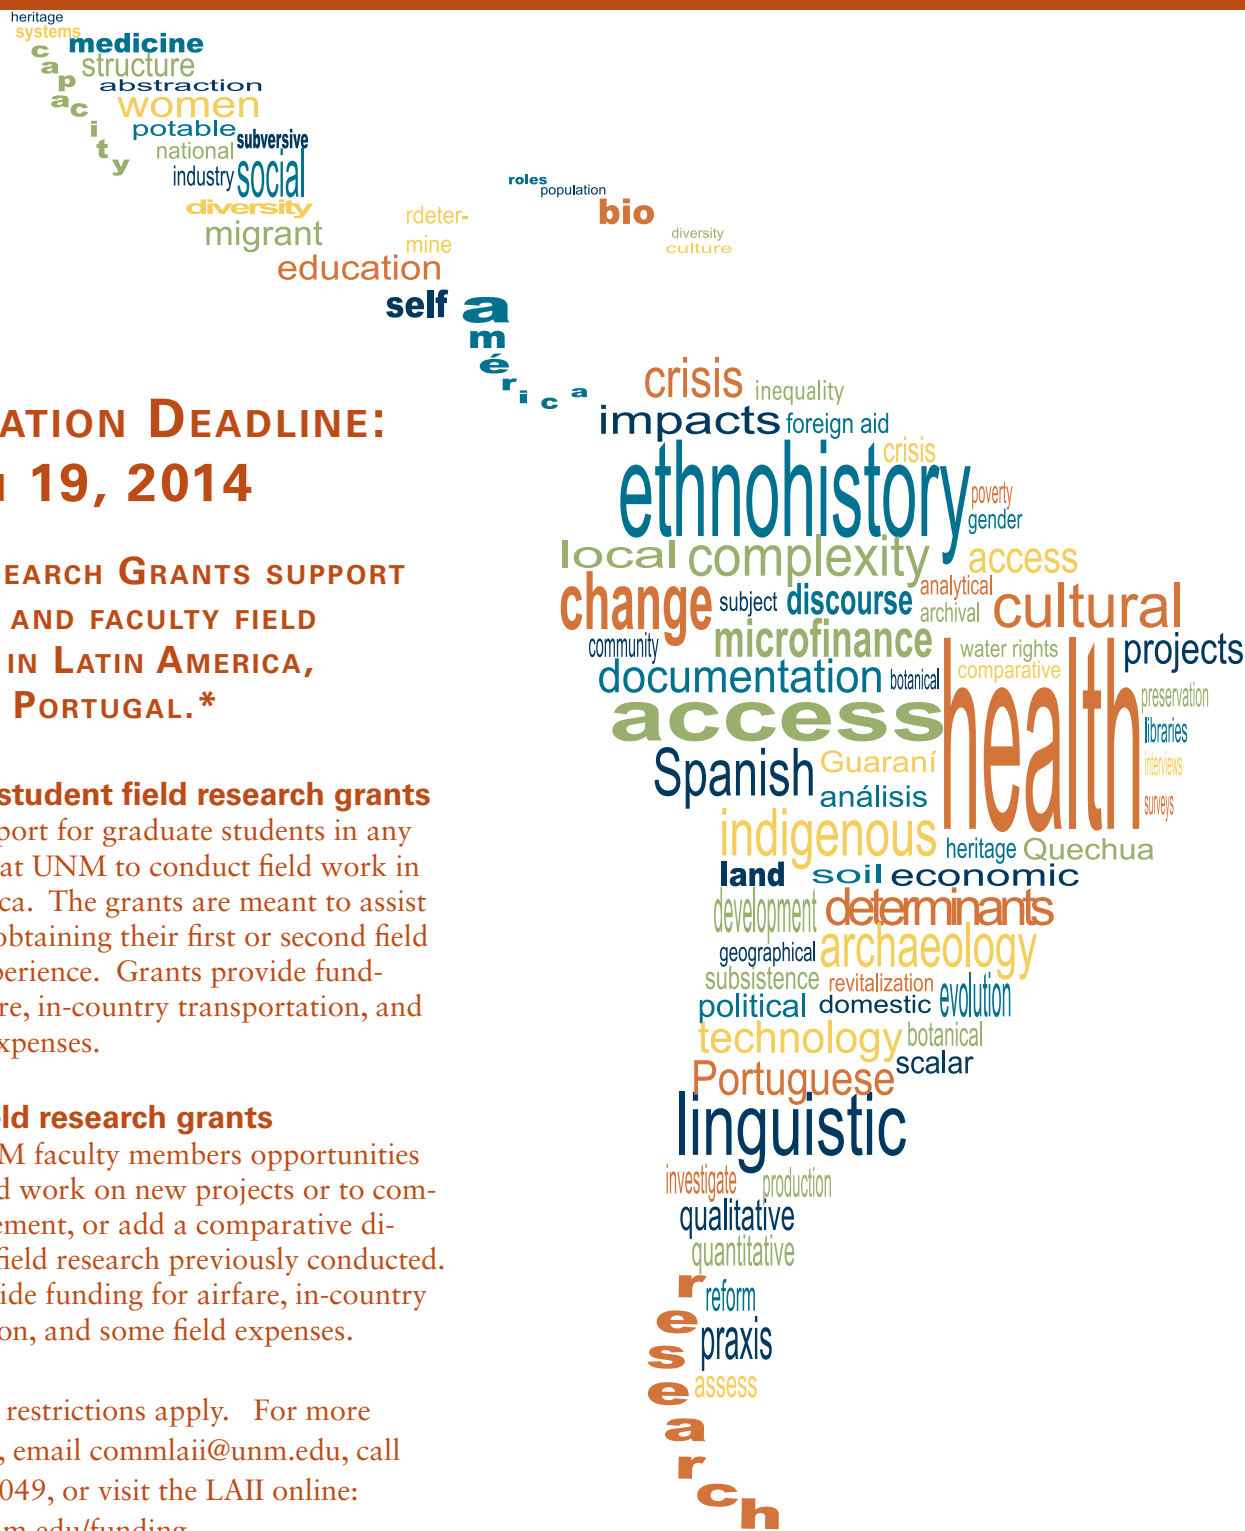 heritage
systems
capacity
medicine
structure
abstraction
women
potable
national
subversive
industry
social
diversity
migrant
education
rdeter-
mine
self
américa
roles
population
bio
diversity
culture
ATION DEADLINE:
19, 2014
EARCH GRANTS SUPPORT
AND FACULTY FIELD
IN LATIN AMERICA,
PORTUGAL.*
student field research grants
port for graduate students in any
at UNM to conduct field work in
ca. The grants are meant to assist
obtaining their first or second field
perience. Grants provide fund-
re, in-country transportation, and
xpenses.
ld research grants
M faculty members opportunities
d work on new projects or to com-
ement, or add a comparative di-
field research previously conducted.
ide funding for airfare, in-country
on, and some field expenses.
restrictions apply. For more
, email commlaii@unm.edu, call
049, or visit the LAII online:
m.edu/funding
crisis
inequality
impacts
foreign aid
crisis
ethnohistory
poverty
gender
local
complexity
access
change
subject
discourse
analytical
archival
cultural
community
microfinance
water rights
projects
documentation
botanical
comparative
access
health
preservation
libraries
interviews
surveys
Spanish
Guaraní
análisis
indigenous
heritage
Quechua
land
soil
economic
development
determinants
geographical
archaeology
subsistence
revitalization
evolution
political
domestic
technology
botanical
Portuguese
scalar
linguistic
investigate
production
qualitative
quantitative
research
reform
praxis
assess